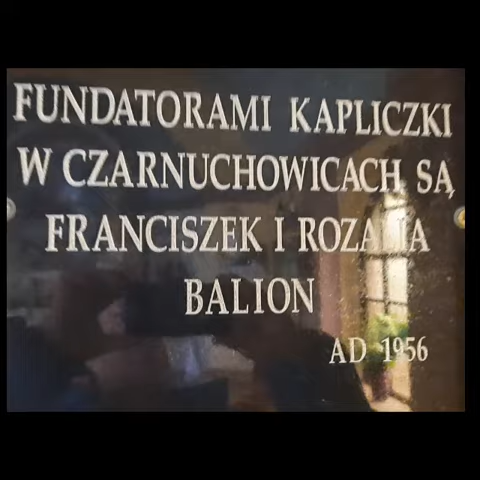 FUNDATORAMI KAPLICZKI
W CZARNUCHOWICACH SĄ
FRANCISZEK I ROZALIA
BALION
AD 1956